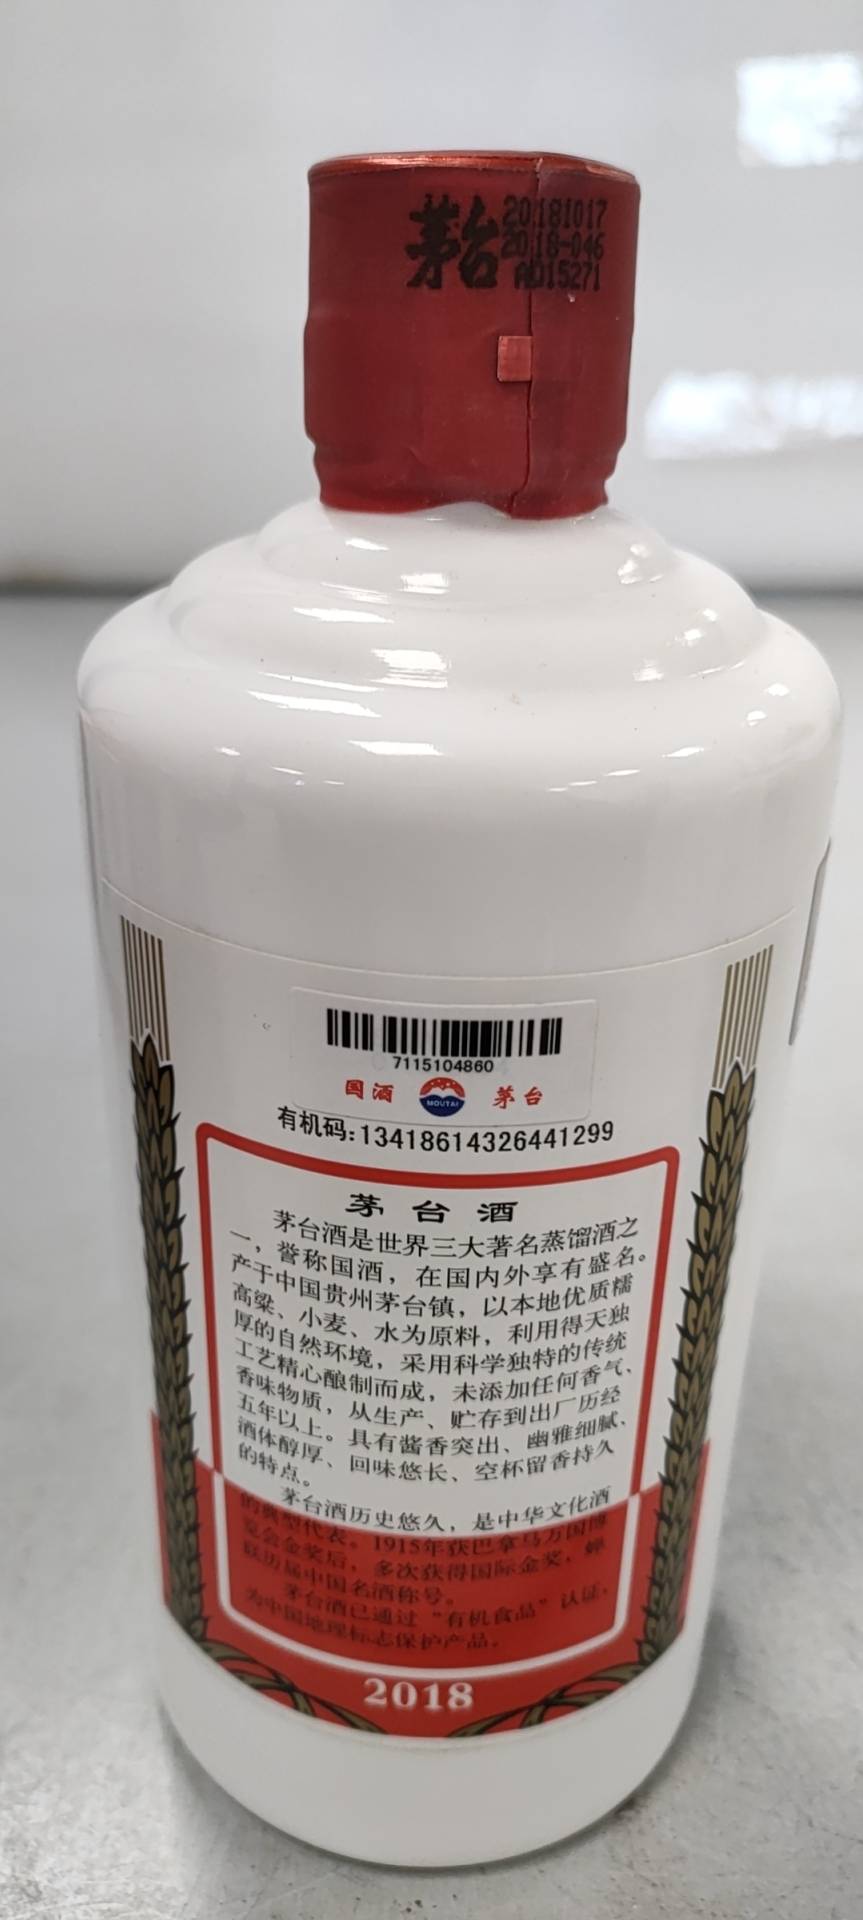 茅台
20181017
2018-046
AD15271
7115104860
国酒
MOUTAI
茅台
有机码:13418614326441299
茅台酒
茅台酒是世界三大著名蒸馏酒之
一，誉称国酒，在国内外享有盛名。
产于中国贵州茅台镇，以本地优质糯
高粱、小麦、水为原料，利用得天独
厚的自然环境，采用科学独特的传统
工艺精心酿制而成，未添加任何香气、
香味物质，从生产、贮存到出厂历经
五年以上。具有酱香突出、幽雅细腻、
酒体醇厚、回味悠长、空杯留香持久
的特点。
茅台酒历史悠久，是中华文化酒
的典型代表。1915年获巴拿马万国博
览会金奖后，多次获得国际金奖，蝉
联历届中国名酒称号。
茅台酒已通过“有机食品”认证，
为中国地理标志保护产品。
2018